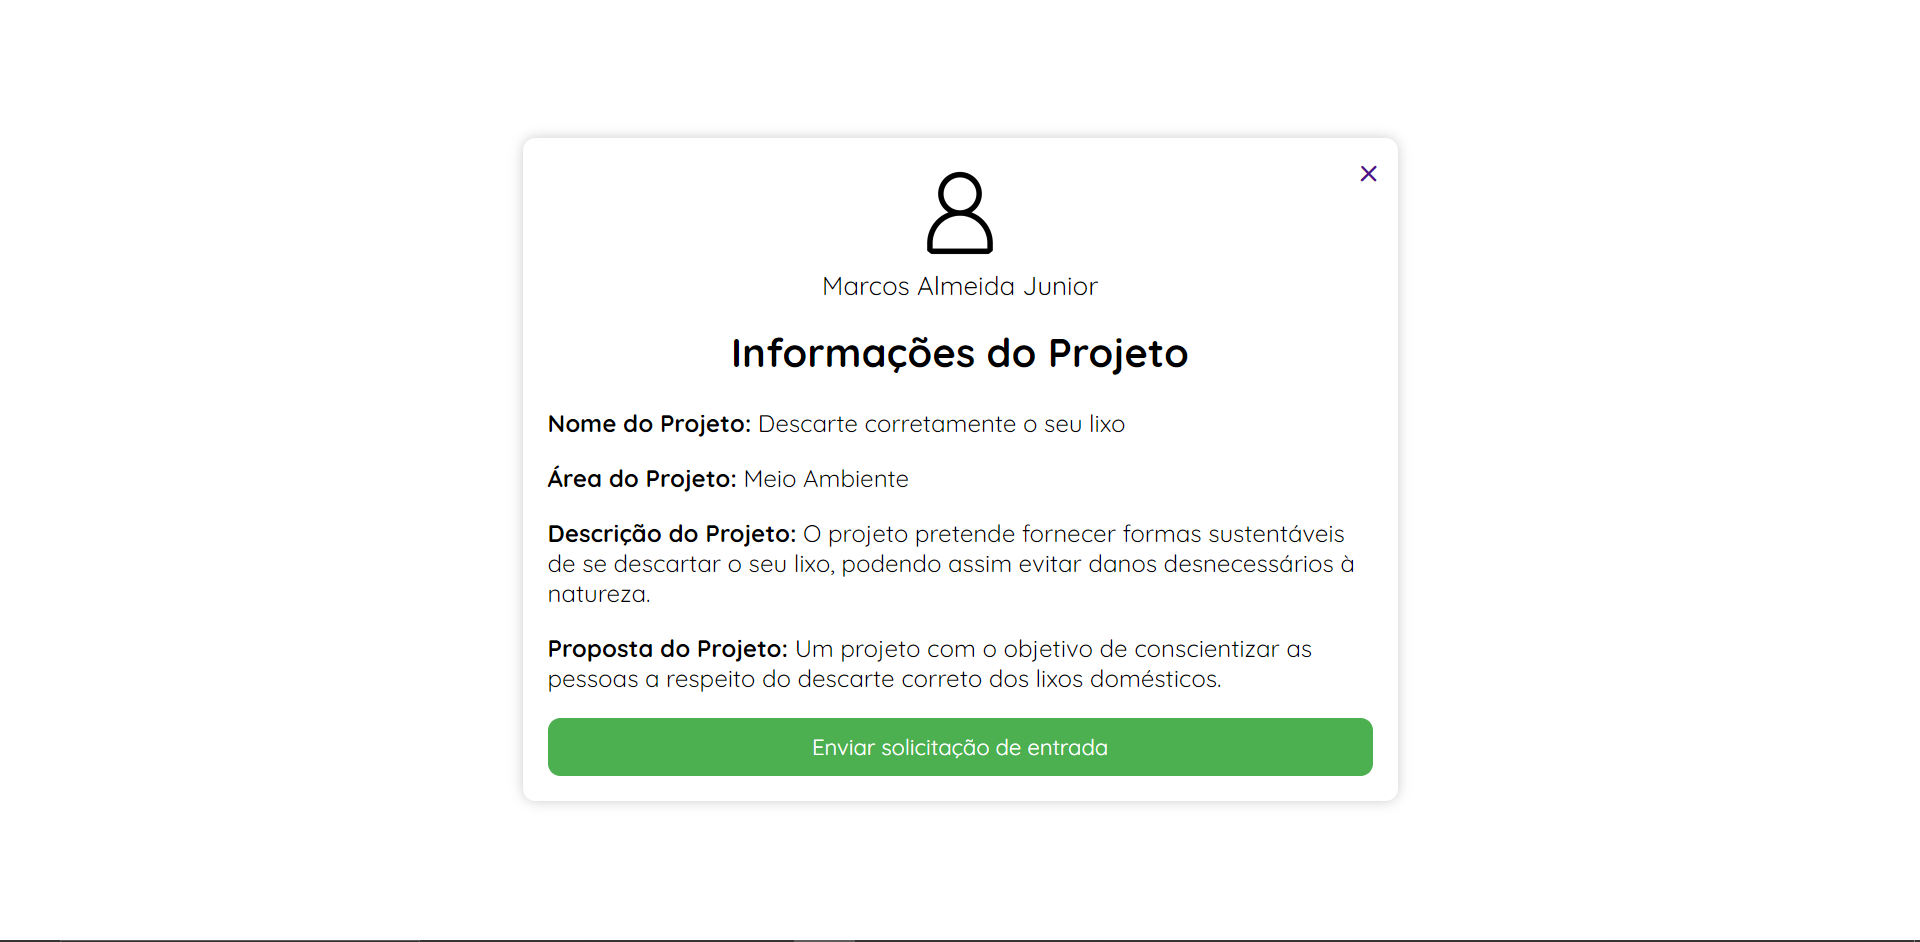 Marcos Almeida Junior
Informações do Projeto
Nome do Projeto: Descarte corretamente o seu lixo
Área do Projeto: Meio Ambiente
Descrição do Projeto: O projeto pretende fornecer formas sustentáveis
de se descartar o seu lixo, podendo assim evitar danos desnecessários à
natureza.
Proposta do Projeto: Um projeto com o objetivo de conscientizar as
pessoas a respeito do descarte correto dos lixos domésticos.
Enviar solicitação de entrada